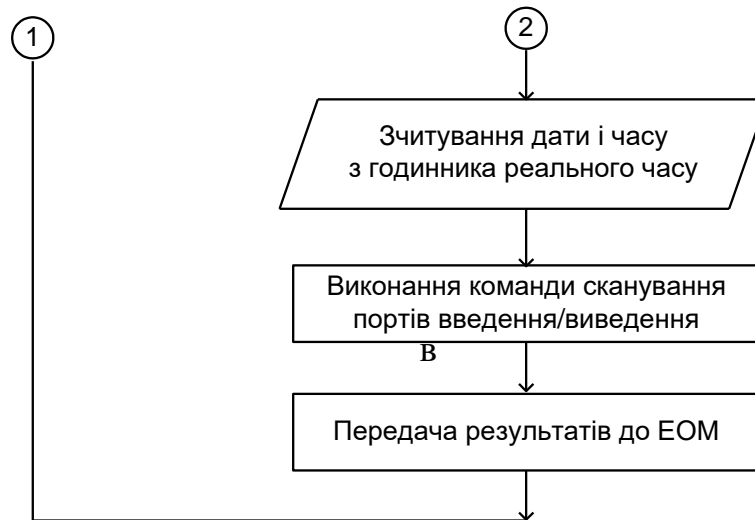 1
2
Зчитування дати і часу
з годинника реального часу
Виконання команди сканування
портів введення/виведення
В
Передача результатів до ЕОМ